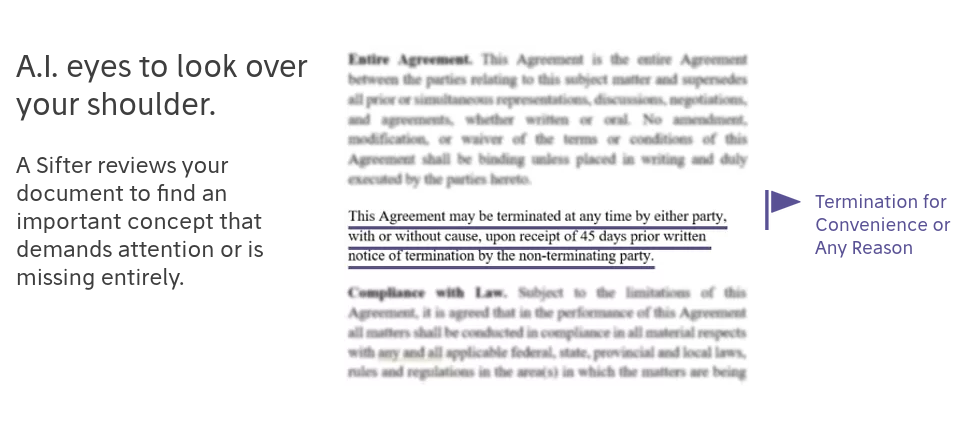 A.I. eyes to look over
your shoulder.
A Sifter reviews your
document to find an
important concept that
demands attention or is
missing entirely.
Entire Agreement. This Agreement is the entire Agreement
between the parties relating to this subject matter and supersedes
all prior or simultaneous representations, discussions, negotiations,
and agreements, whether written or oral. No amendment,
modification, or waiver of the terms or conditions of this
Agreement shall be binding unless placed in writing and duly
executed by the parties hereto.
This Agreement may be terminated at any time by either party,
with or without cause, upon receipt of 45 days prior written
notice of termination by the non-terminating party.
Compliance with Law. Subject to the limitations of this
Agreement, it is agreed that in the performance of this Agreement
all matters shall be conducted in compliance in all material respects
with any and all applicable federal, state, provincial and local laws,
rules and regulations in the area(s) in which the matters are being
Termination for
Convenience or
Any Reason